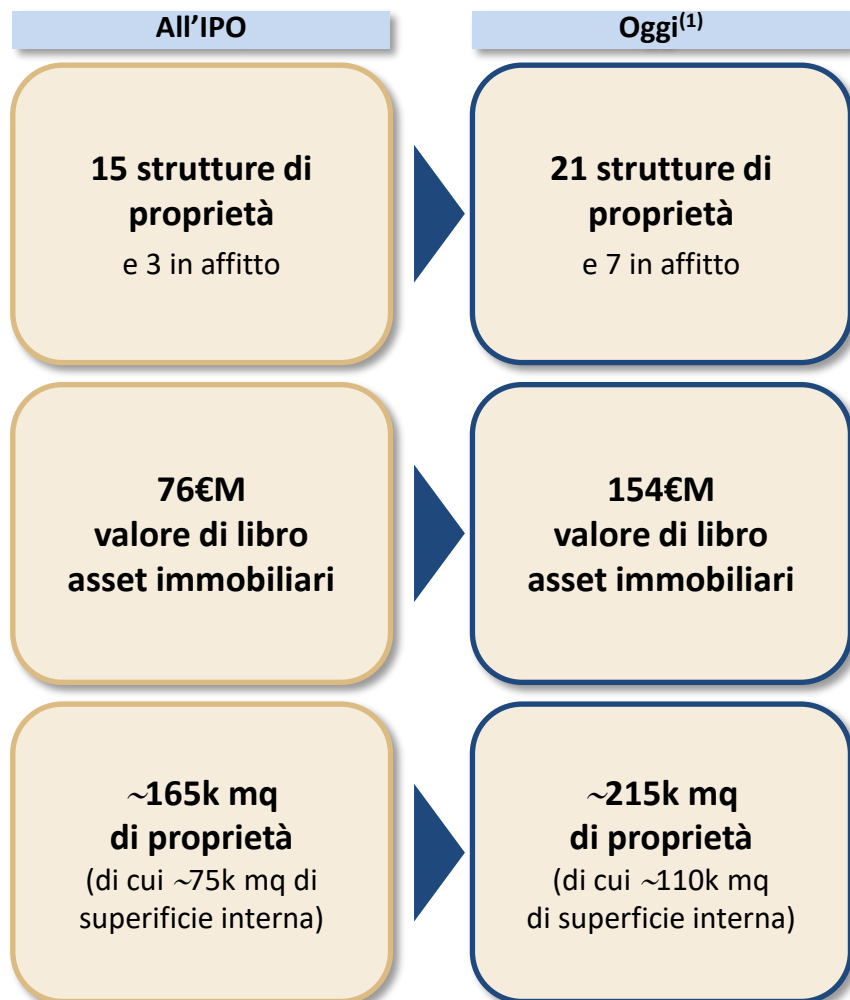 All'IPO
Oggi(1)
15 strutture di
proprietà
e 3 in affitto
21 strutture di
proprietà
e 7 in affitto
76€M
valore di libro
asset immobiliari
154€M
valore di libro
asset immobiliari
~165k mq
di proprietà
(di cui ~75k mq di
superificie interna)
~215k mq
di proprietà
(di cui ~110k mq
di superficie interna)